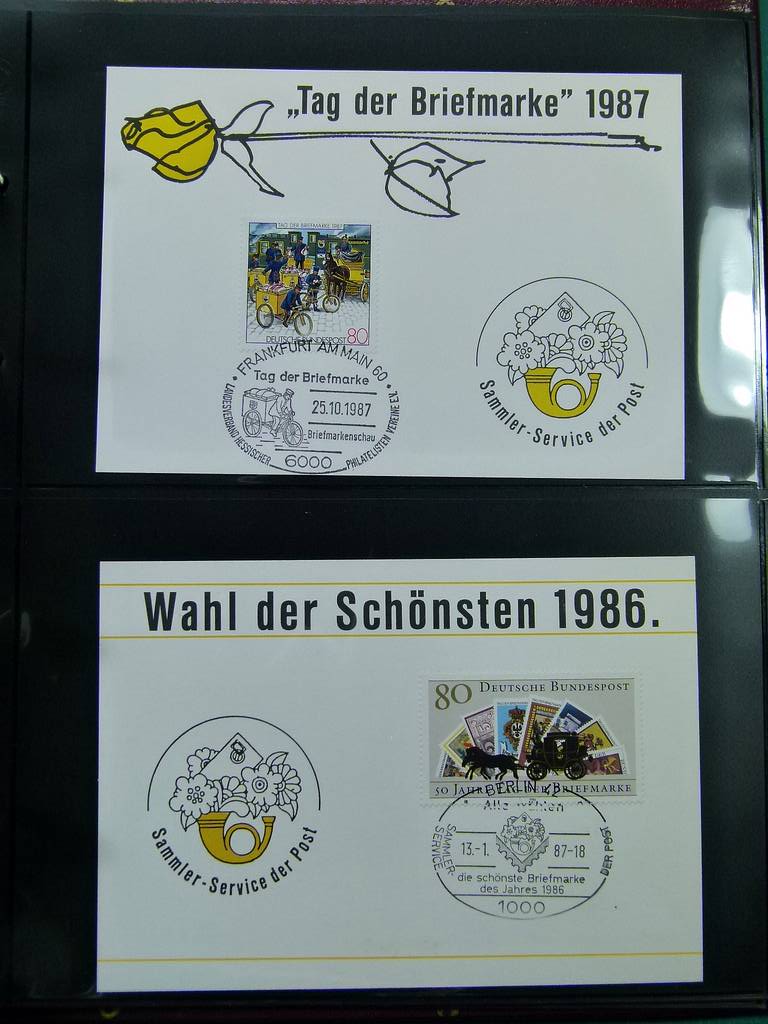 „Tag der Briefmarke” 1987
TAG DER BRIEFMARKE 1987
DEUTSCHE BUNDESPOST 80
FRANKFURT AM MAIN 60
Tag der Briefmarke
25.10.1987
Briefmarkenschau
LANDESVERBAND HESSISCHER PHILATELISTEN VEREINE E.V.
6000
Sammler-Service der Post
Wahl der Schönsten 1986.
80 DEUTSCHE BUNDESPOST
50 JAHRE DER BRIEFMARKE
BERLIN 12
Alle wählen
SAMMLER SERVICE DER POST
13.-1. 87-18
die schönste Briefmarke
des Jahres 1986
1000
Sammler-Service der Post